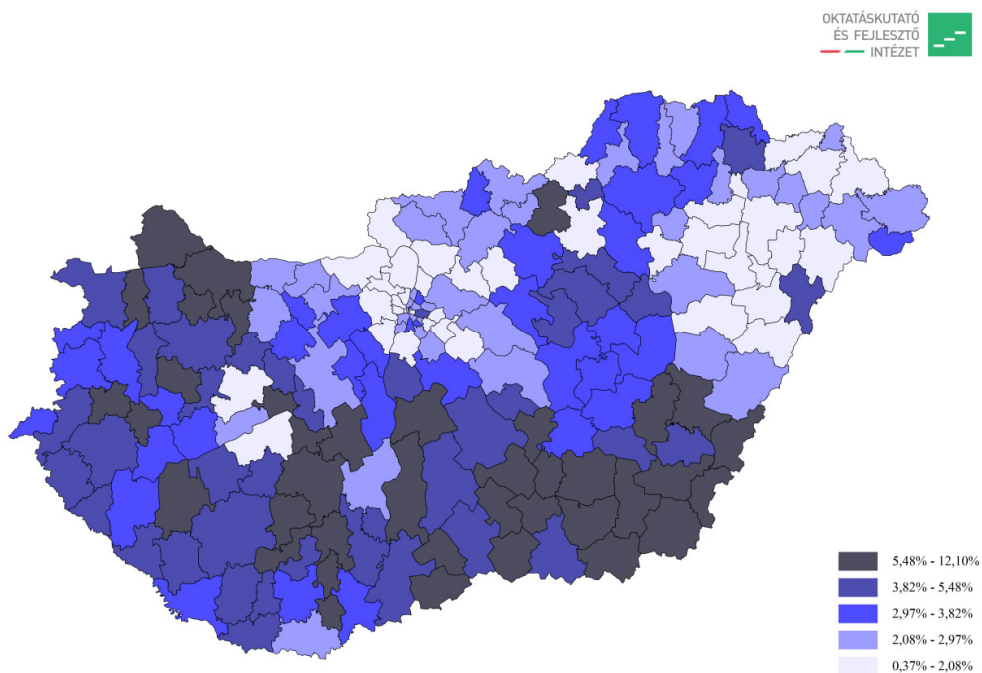 OKTATÁSKUTATÓ
ÉS FEJLESZTŐ
INTÉZET
5,48% - 12,10%
3,82% - 5,48%
2,97% - 3,82%
2,08% - 2,97%
0,37% - 2,08%